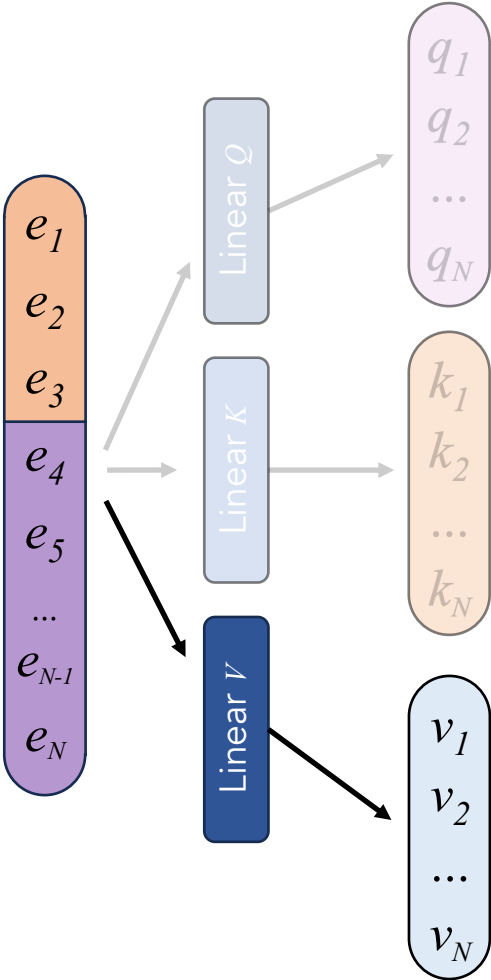 e1
e2
e3
e4
e5
...
eN-1
eN
Linear Q
Linear K
Linear V
q1
q2
...
qN
k1
k2
...
kN
v1
v2
...
vN